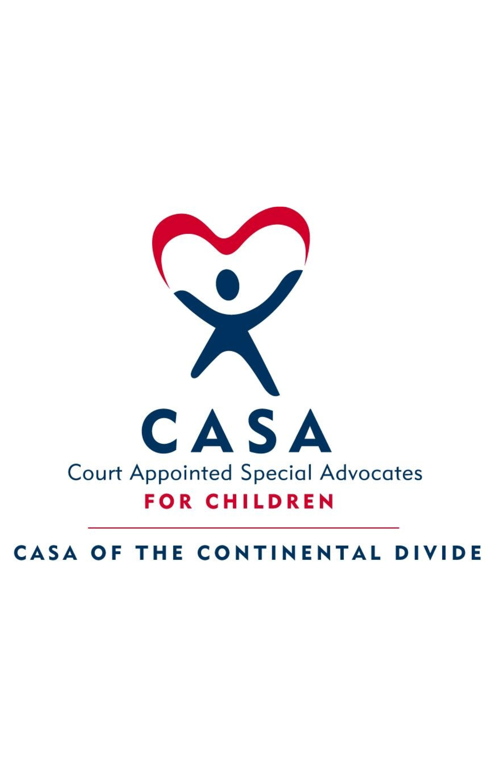 CASA
Court Appointed Special Advocates
FOR CHILDREN
CASA OF THE CONTINENTAL DIVIDE